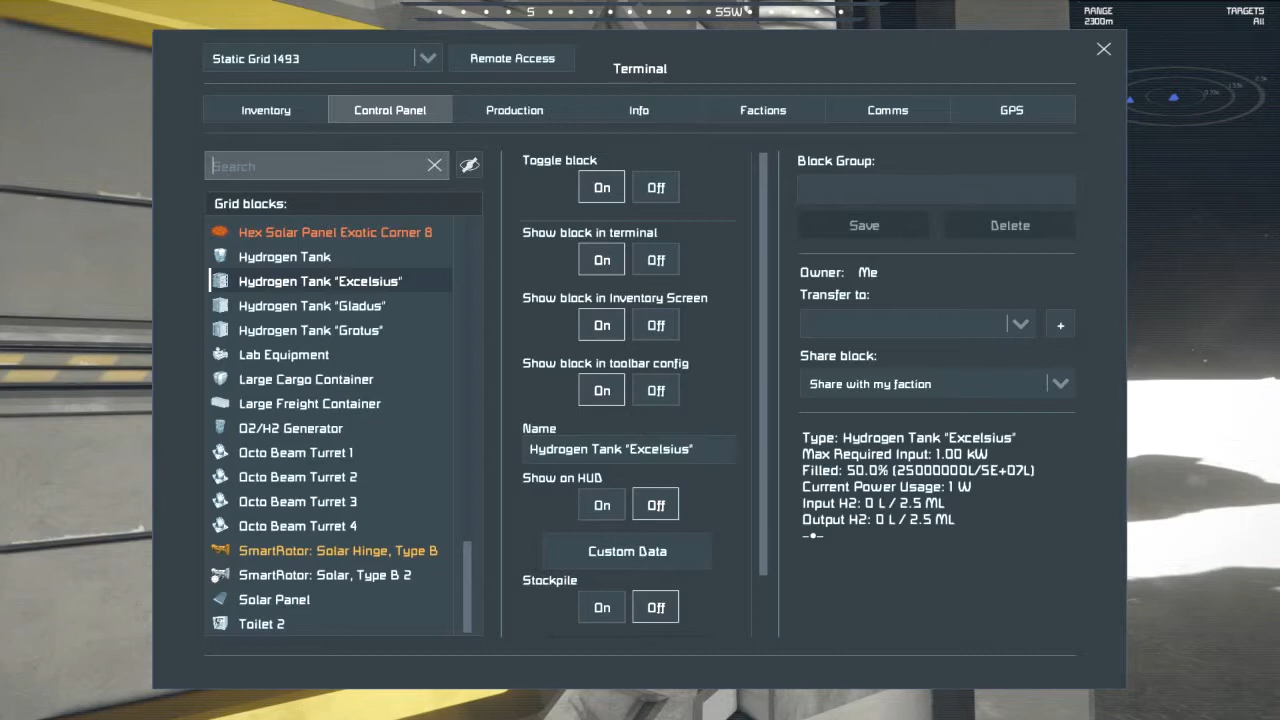 S
SSW
RANGE
2300m
TARGETS
All
Static Grid 1493
Remote Access
Terminal
Inventory
Control Panel
Production
Info
Factions
Comms
GPS
Search
Grid blocks:
Hex Solar Panel Exotic Corner B
Hydrogen Tank
Hydrogen Tank "Excelsius"
Hydrogen Tank "Gladus"
Hydrogen Tank "Grotus"
Lab Equipment
Large Cargo Container
Large Freight Container
O2/H2 Generator
Octo Beam Turret 1
Octo Beam Turret 2
Octo Beam Turret 3
Octo Beam Turret 4
SmartRotor: Solar Hinge, Type B
SmartRotor: Solar, Type B 2
Solar Panel
Toilet 2
Toggle block
On Off
Show block in terminal
On Off
Show block in Inventory Screen
On Off
Show block in toolbar config
On Off
Name
Hydrogen Tank "Excelsius"
Show on HUD
On Off
Custom Data
Stockpile
On Off
Block Group:
Save
Delete
Owner: Me
Transfer to:
+
Share block:
Share with my faction
Type: Hydrogen Tank "Excelsius"
Max Required Input: 1.00 kW
Filled: 50.0% (25000000L/5E+07L)
Current Power Usage: 1 W
Input H2: 0 L / 2.5 ML
Output H2: 0 L / 2.5 ML